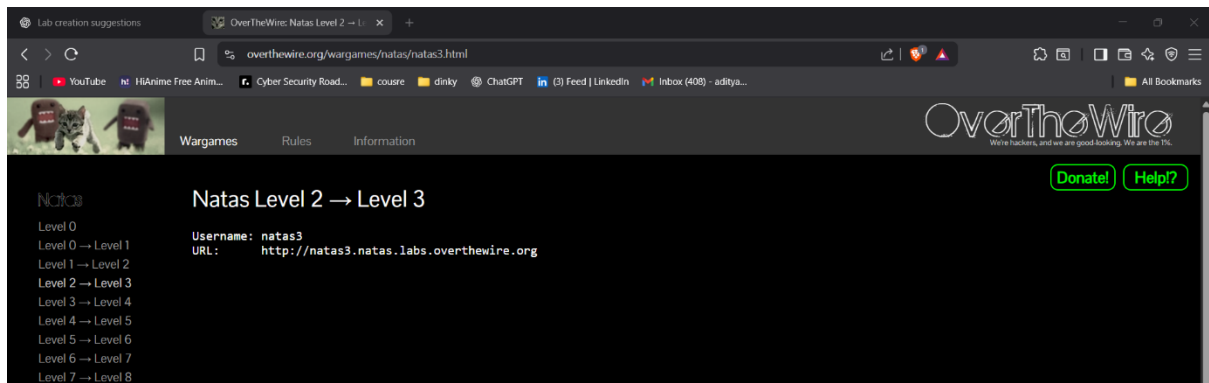 Lab creation suggestions
OverTheWire: Natas Level 2 → L
overthewire.org/wargames/natas/natas3.html
YouTube
HiAnime Free Anim...
Cyber Security Road...
cousre
dinky
ChatGPT
(3) Feed | LinkedIn
Inbox (408) - aditya...
All Bookmarks
Wargames
Rules
Information
OverTheWire
We're hackers, and we are good-looking. We are the 1%.
Donate!
Help!?
Natas
Level 0
Level 0 → Level 1
Level 1 → Level 2
Level 2 → Level 3
Level 3 → Level 4
Level 4 → Level 5
Level 5 → Level 6
Level 6 → Level 7
Level 7 → Level 8
Natas Level 2 → Level 3
Username: natas3
URL: http://natas3.natas.labs.overthewire.org